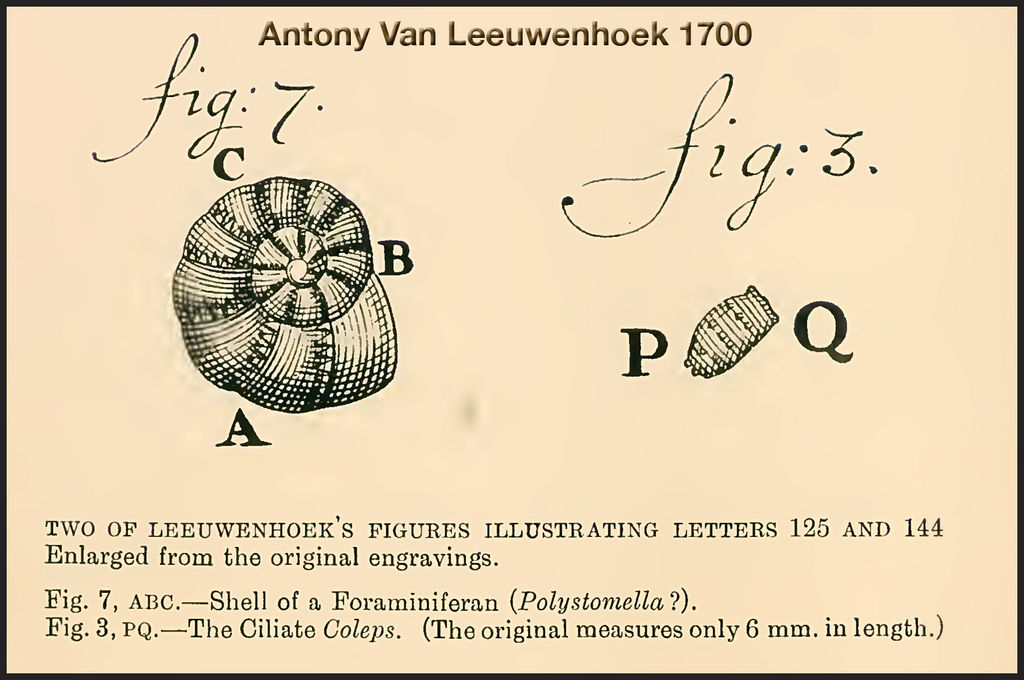 Antony Van Leeuwenhoek 1700
fig: 7.
fig: 3.
C
B
A
P
Q
TWO OF LEEUWENHOEK'S FIGURES ILLUSTRATING LETTERS 125 AND 144
Enlarged from the original engravings.
Fig. 7, ABC.—Shell of a Foraminiferan (Polystomella ?).
Fig. 3, PQ.—The Ciliate Coleps. (The original measures only 6 mm. in length.)